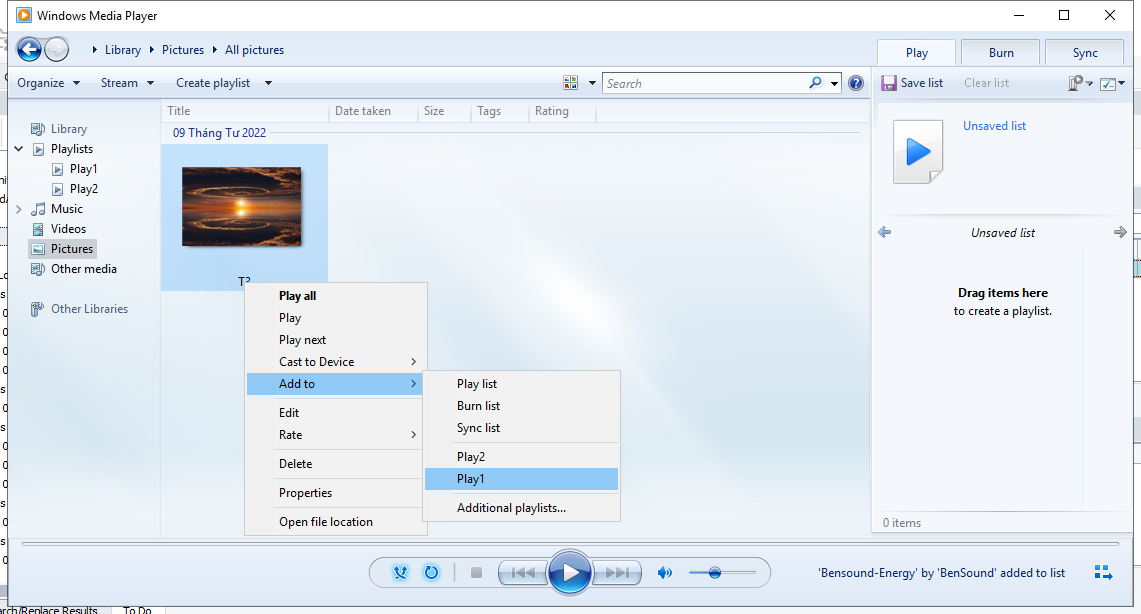 Windows Media Player
Library
Pictures
All pictures
Play
Burn
Sync
Organize
Stream
Create playlist
Search
Save list
Clear list
Title
Date taken
Size
Tags
Rating
09 Tháng Tư 2022
Library
Playlists
Play1
Play2
Music
Videos
Pictures
Other media
Other Libraries
Play all
Play
Play next
Cast to Device
Add to
Edit
Rate
Delete
Properties
Open file location
Play list
Burn list
Sync list
Play2
Play1
Additional playlists...
Unsaved list
Unsaved list
Drag items here
to create a playlist.
0 items
'Bensound-Energy' by 'BenSound' added to list
To Do